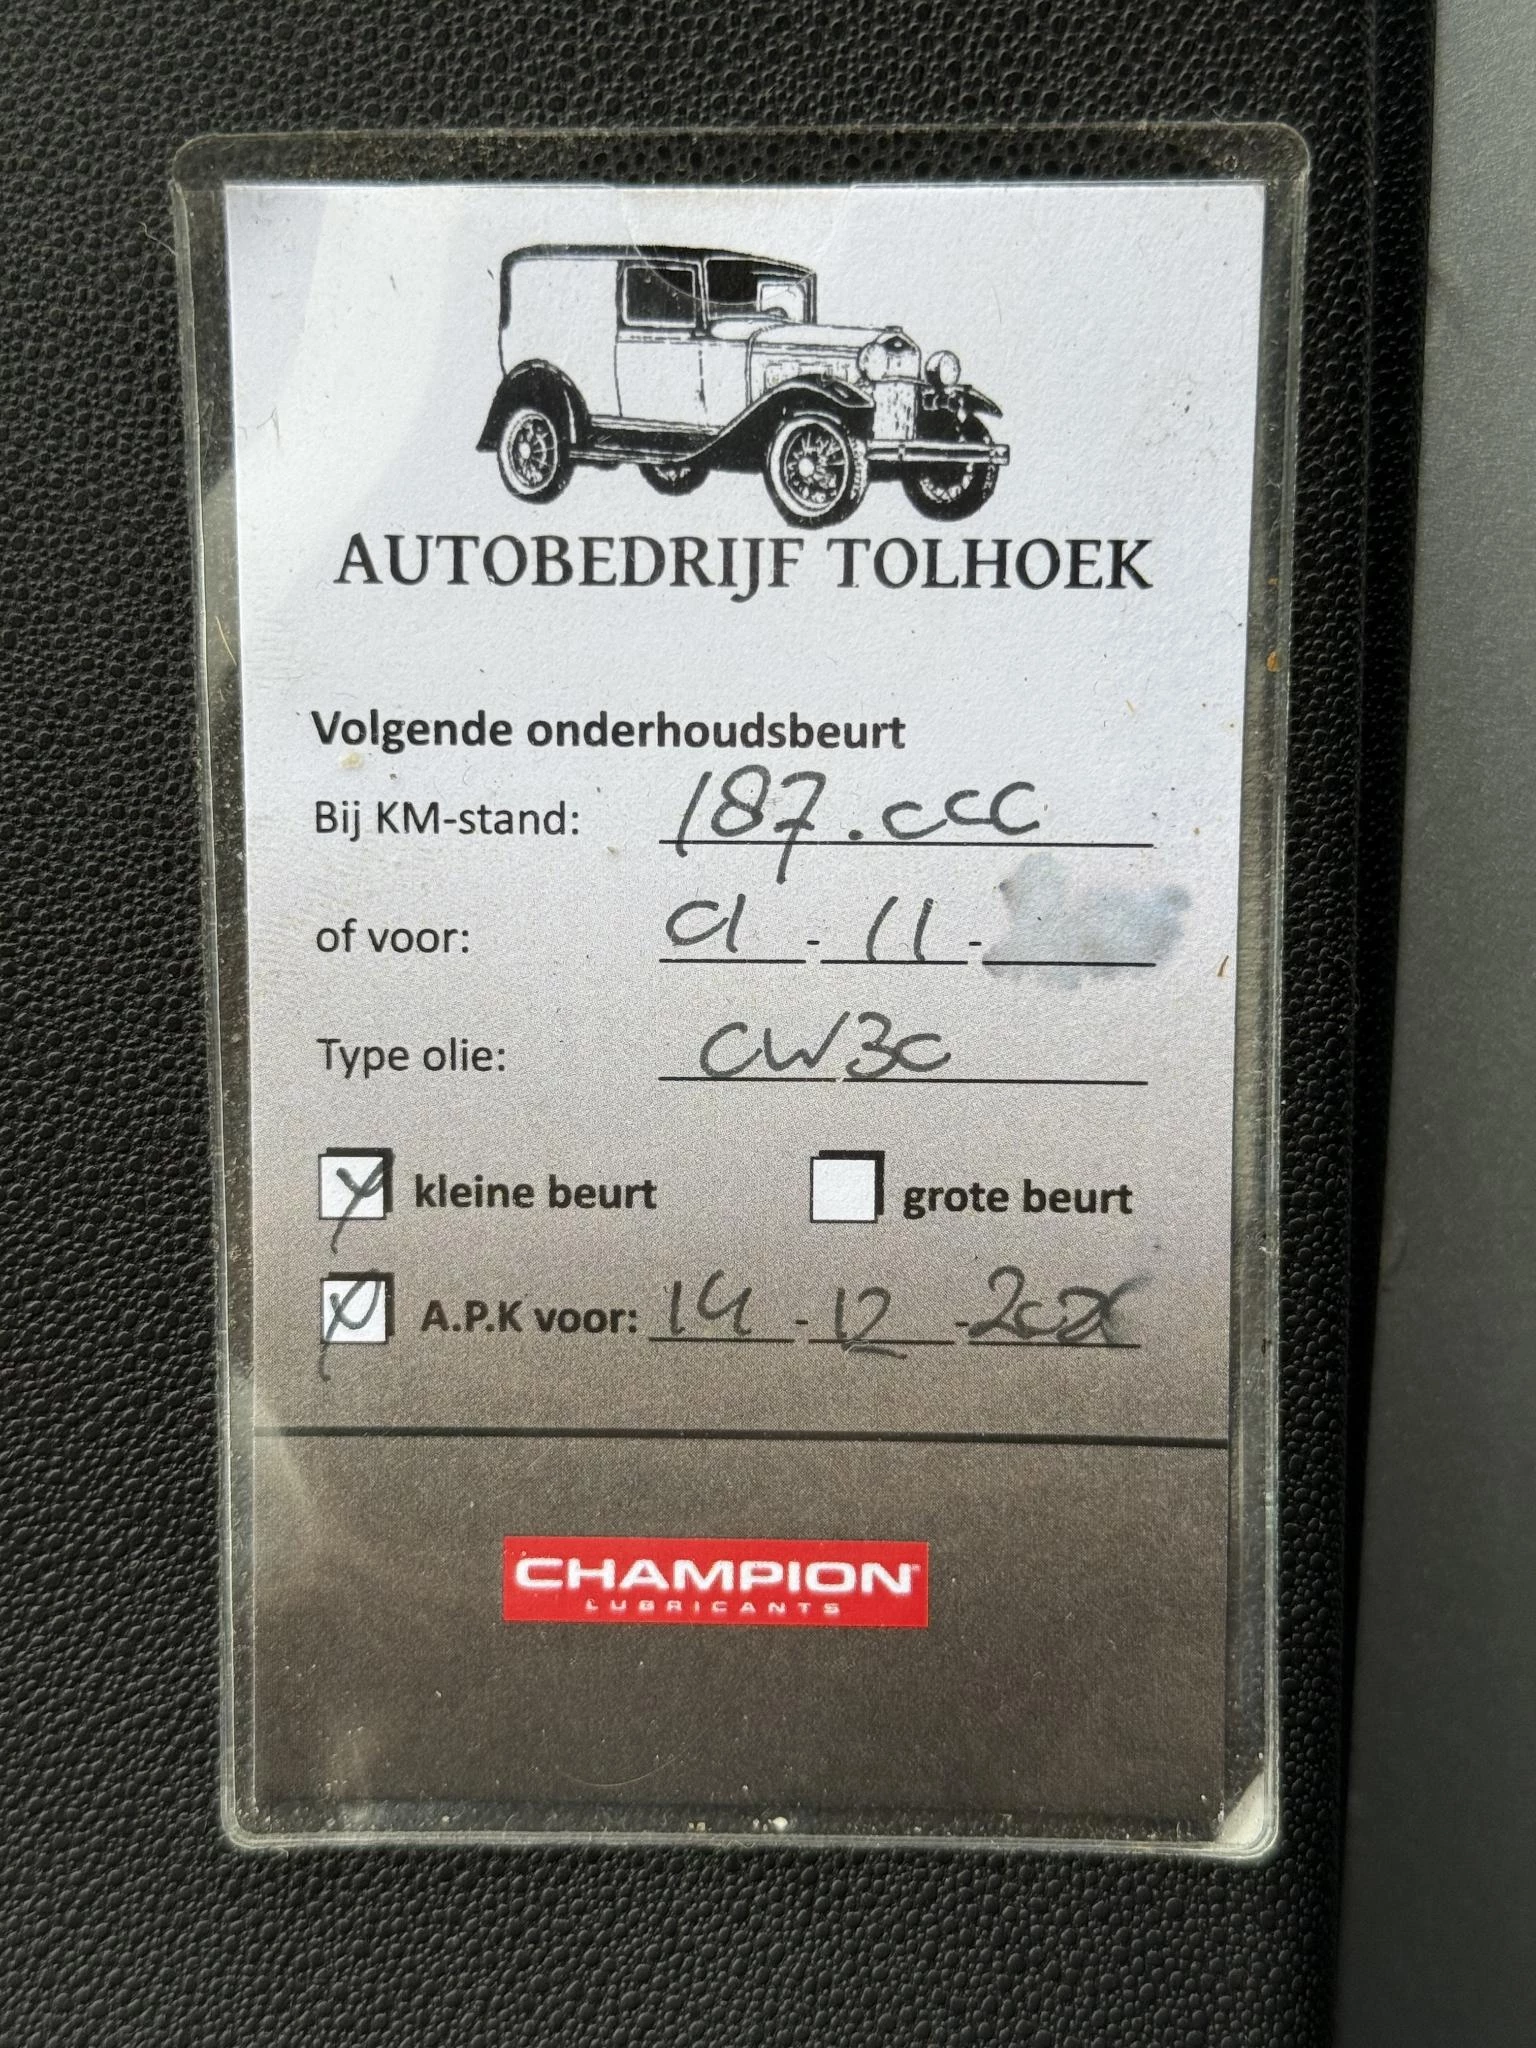 AUTOBEDRIJF TOLHOEK
Volgende onderhoudsbeurt
Bij KM-stand: 187.000
of voor: 01 - 11 -
Type olie: 0W30
kleine beurt grote beurt
A.P.K voor: 14 - 12 -
CHAMPION
LUBRICANTS